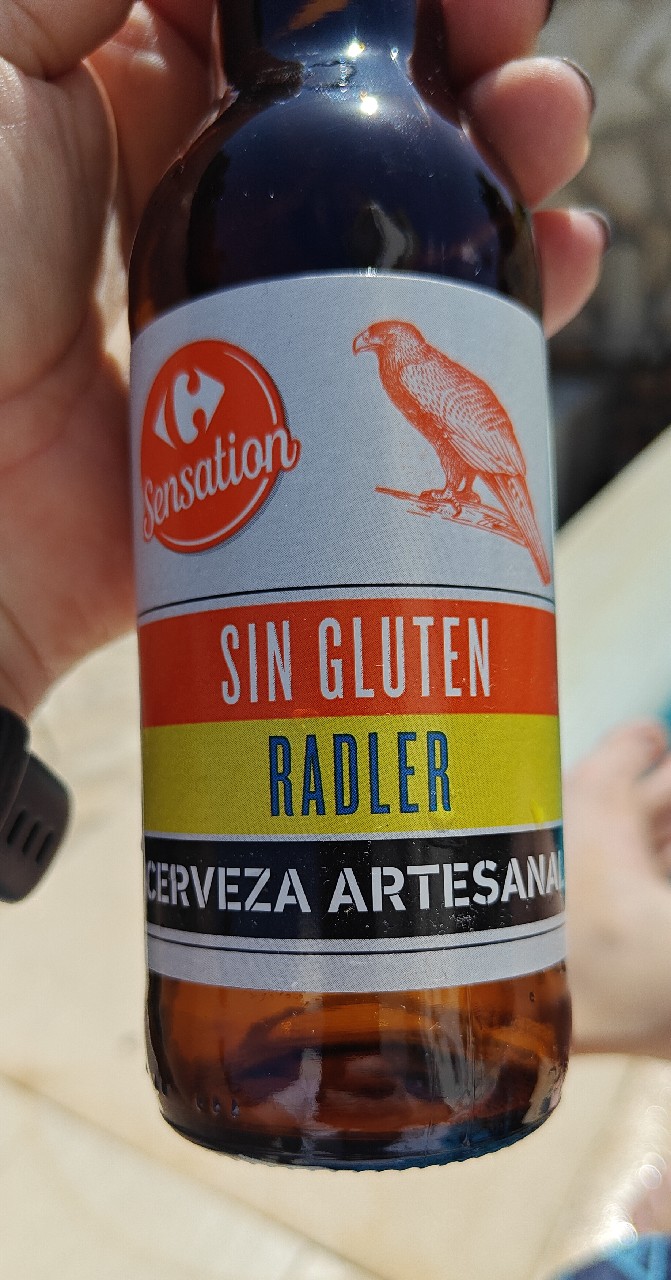 Sensation
SIN GLUTEN
RADLER
CERVEZA ARTESANAL